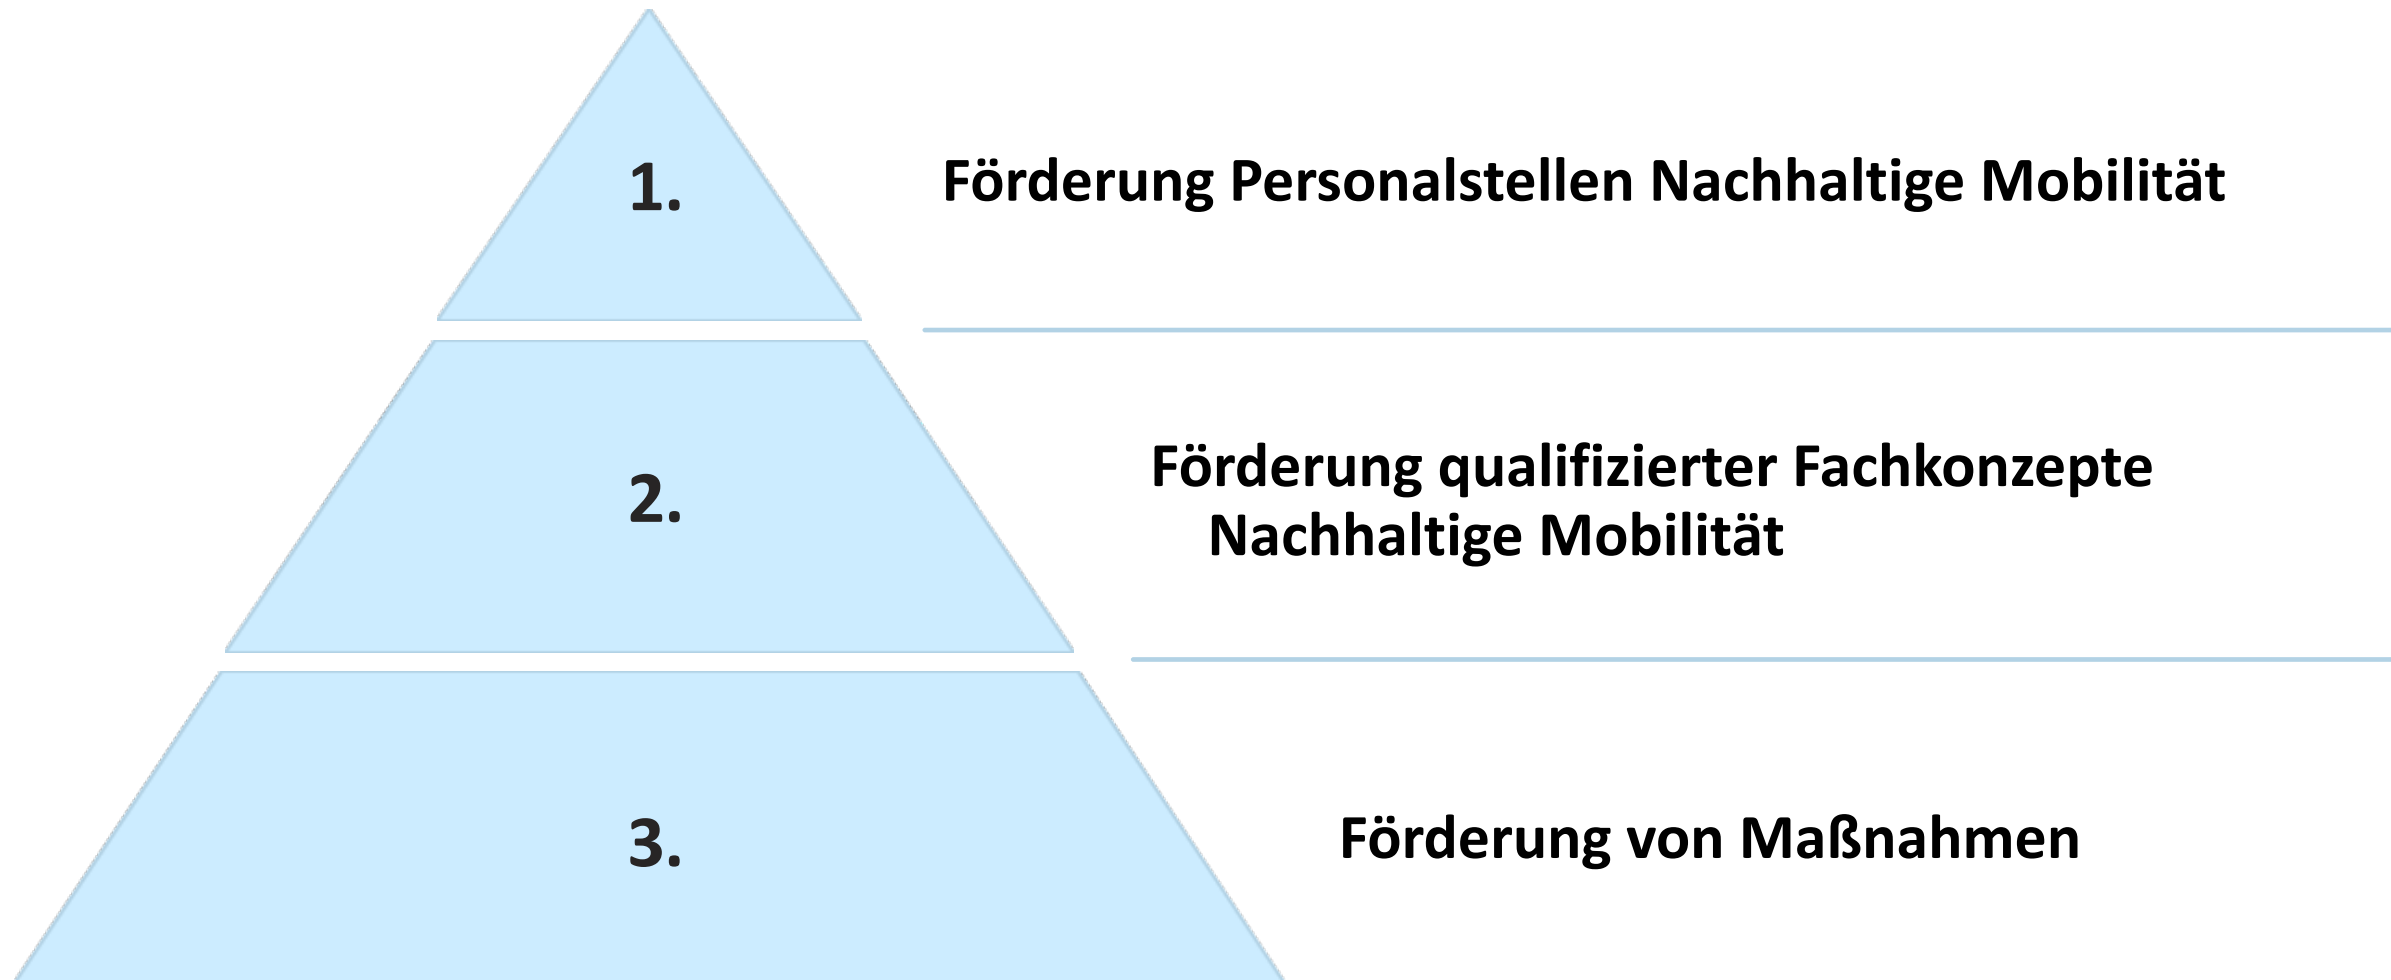 1.
Förderung Personalstellen Nachhaltige Mobilität
2.
Förderung qualifizierter Fachkonzepte
Nachhaltige Mobilität
3.
Förderung von Maßnahmen